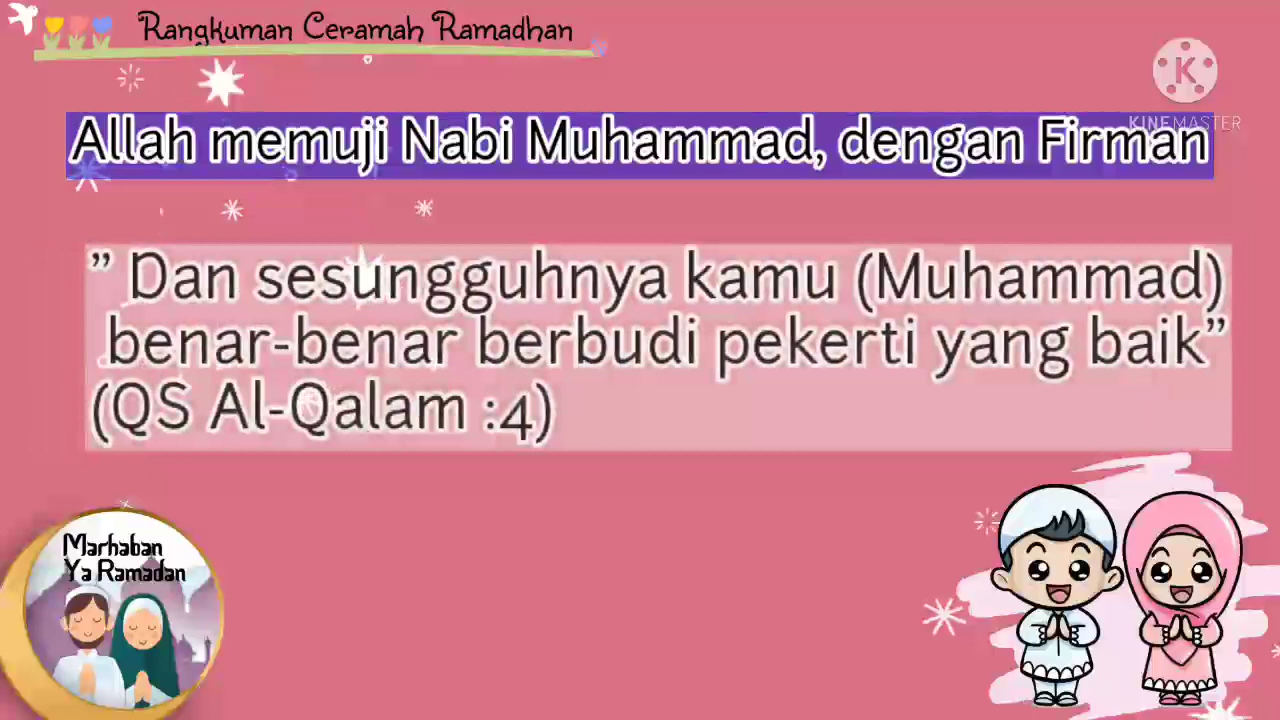 Rangkuman Ceramah Ramadhan
KINEMASTER
Allah memuji Nabi Muhammad, dengan Firman
” Dan sesungguhnya kamu (Muhammad)
benar-benar berbudi pekerti yang baik”
(QS Al-Qalam :4)
Marhaban
Ya Ramadan